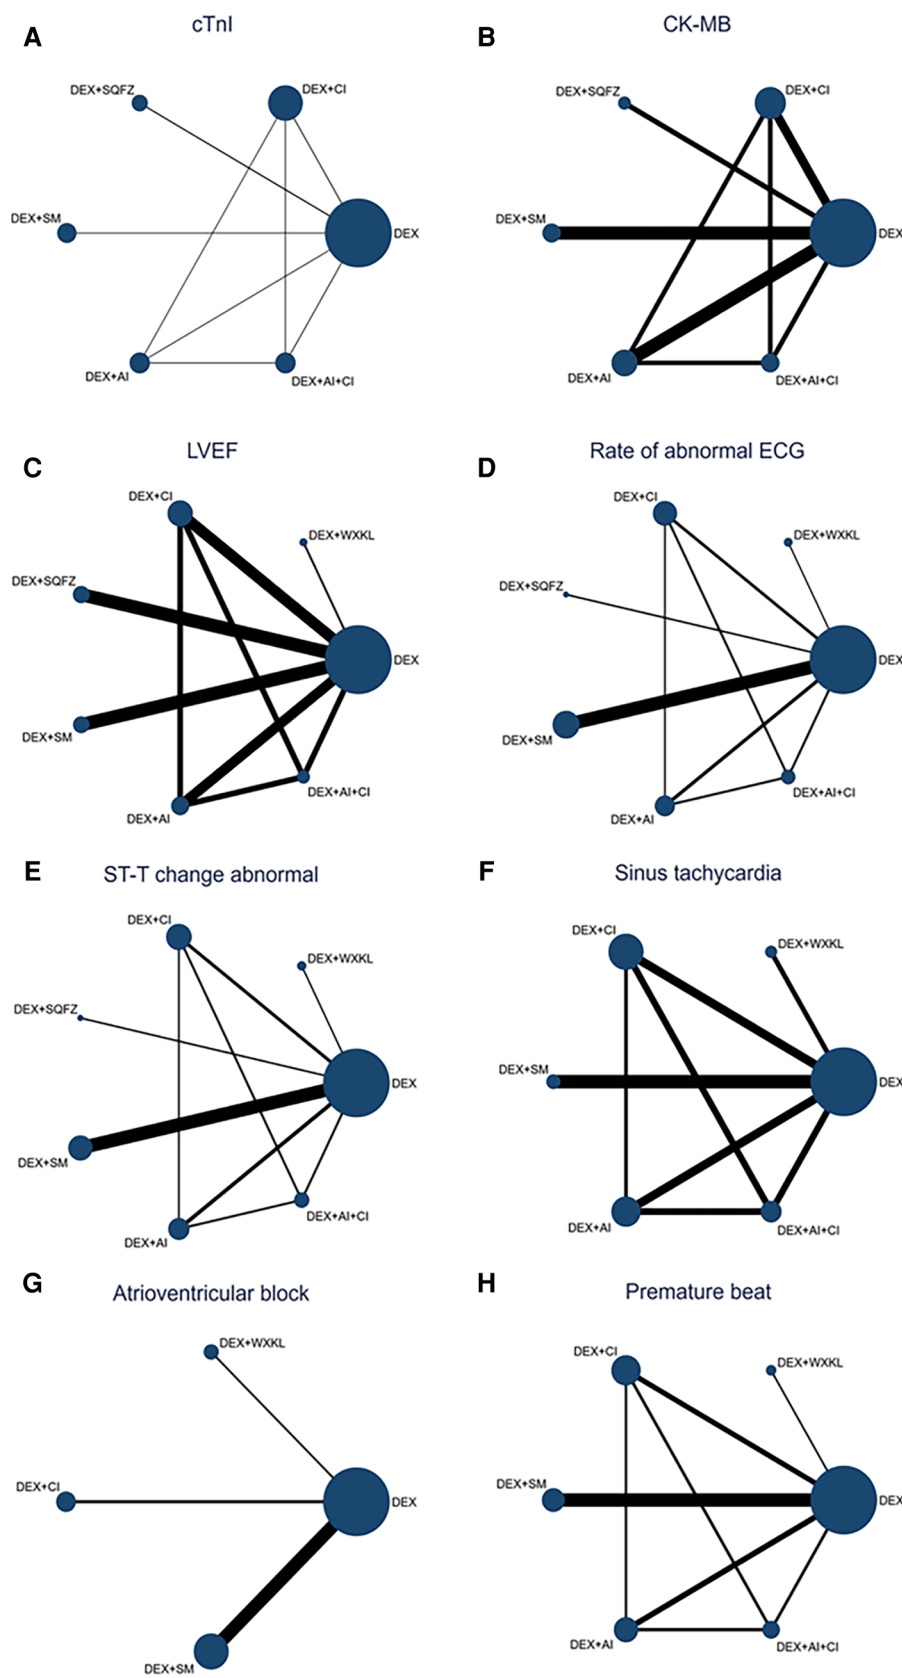 A
cTnI
DEX+SQFZ
DEX+CI
DEX+SM
DEX
DEX+AI
DEX+AI+CI
B
CK-MB
DEX+SQFZ
DEX+CI
DEX+SM
DEX
DEX+AI
DEX+AI+CI
C
LVEF
DEX+CI
DEX+WXKL
DEX+SQFZ
DEX
DEX+SM
DEX+AI+CI
DEX+AI
D
Rate of abnormal ECG
DEX+CI
DEX+WXKL
DEX+SQFZ
DEX
DEX+SM
DEX+AI+CI
DEX+AI
E
ST-T change abnormal
DEX+CI
DEX+WXKL
DEX+SQFZ
DEX
DEX+SM
DEX+AI+CI
DEX+AI
F
Sinus tachycardia
DEX+CI
DEX+WXKL
DEX+SM
DEX
DEX+AI
DEX+AI+CI
G
Atrioventricular block
DEX+WXKL
DEX+CI
DEX
DEX+SM
H
Premature beat
DEX+CI
DEX+WXKL
DEX+SM
DEX
DEX+AI
DEX+AI+CI